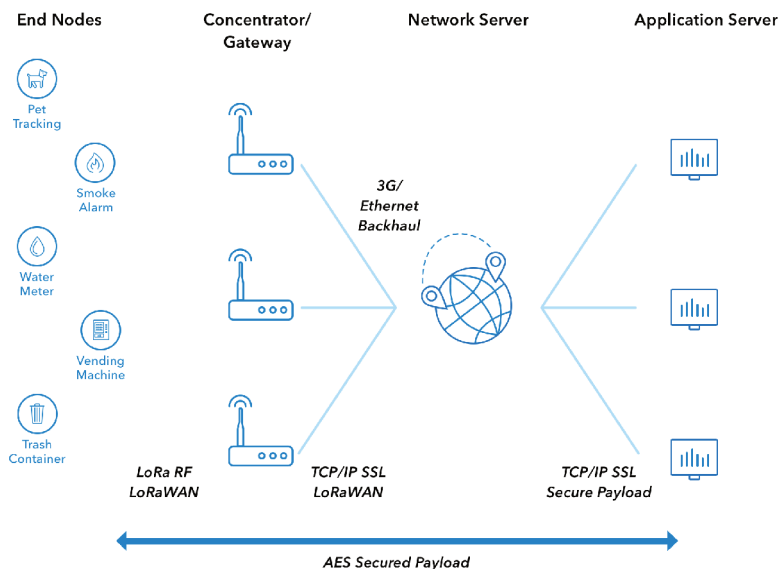 End Nodes
Concentrator/
Gateway
Network Server
Application Server
Pet
Tracking
Smoke
Alarm
Water
Meter
Vending
Machine
Trash
Container
3G/
Ethernet
Backhaul
LoRa RF
LoRaWAN
TCP/IP SSL
LoRaWAN
TCP/IP SSL
Secure Payload
AES Secured Payload